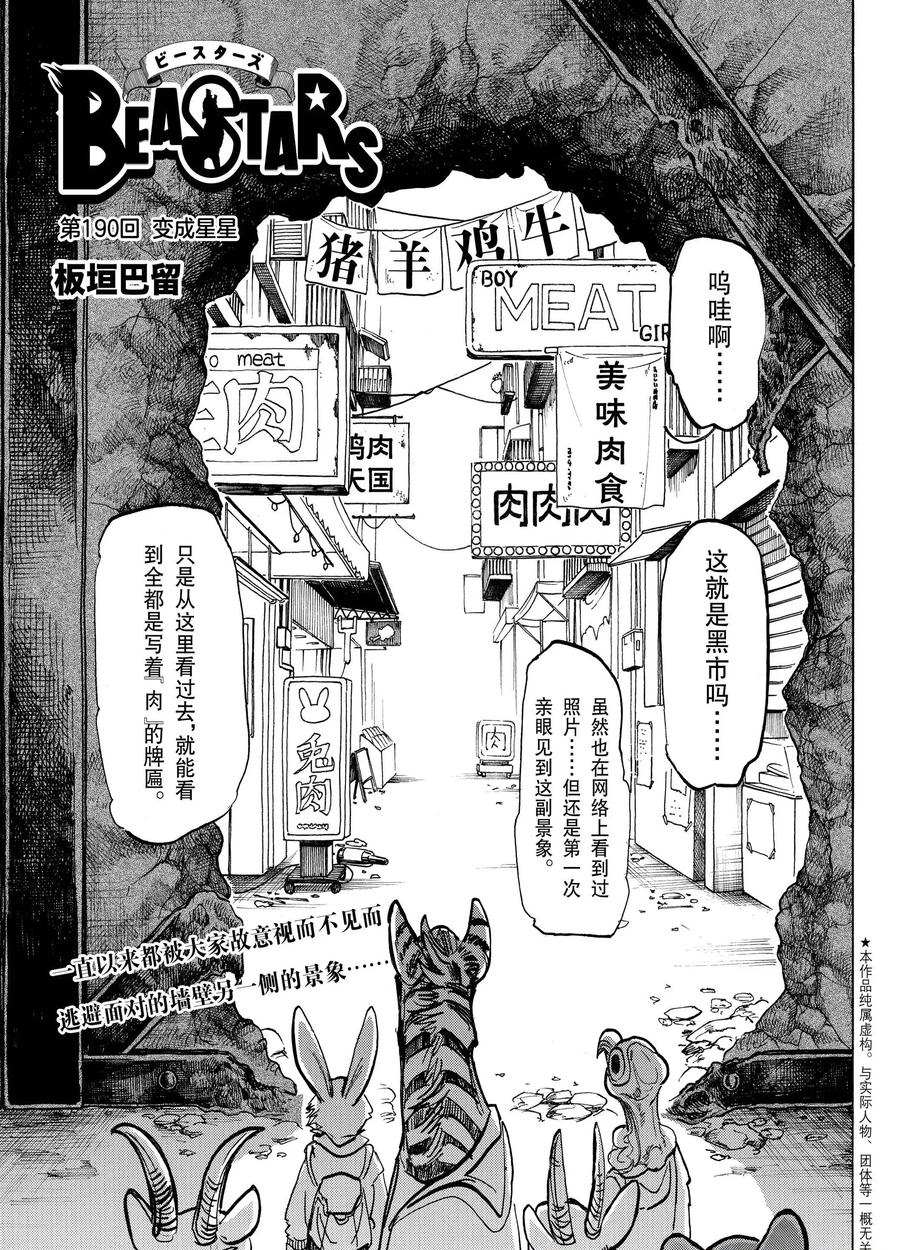 ビースターズ
BEASTARS
第190回 变成星星
板垣巴留
猪羊鸡牛
BOY
MEAT
GIR
呜哇啊……
meat
肉
美味肉食
鸡肉
天国
肉肉肉
这就是黑市吗……
只是从这里看过去，就能看
到全都是写着『肉』的牌匾。
虽然也在网络上看到过
照片……但还是第一次
亲眼见到这副景象。
兔肉
肉
一直以来都被大家故意视而不见而
逃避面对的墙壁另一侧的景象……
★本作品纯属虚构。与实际人物、团体等一概无关